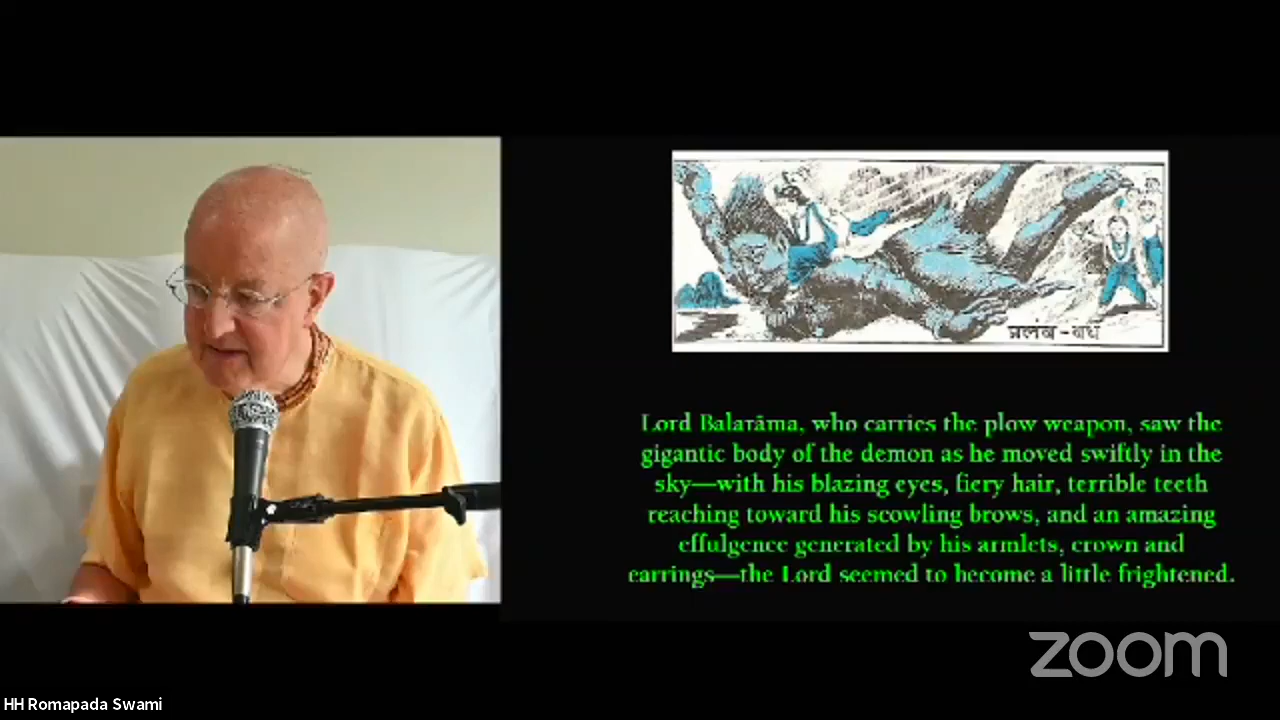 प्रलंब-बध
Lord Balarāma, who carries the plow weapon, saw the
gigantic body of the demon as he moved swiftly in the
sky—with his blazing eyes, fiery hair, terrible teeth
reaching toward his scowling brows, and an amazing
effulgence generated by his armlets, crown and
earrings—the Lord seemed to become a little frightened.
zoom
HH Romapada Swami